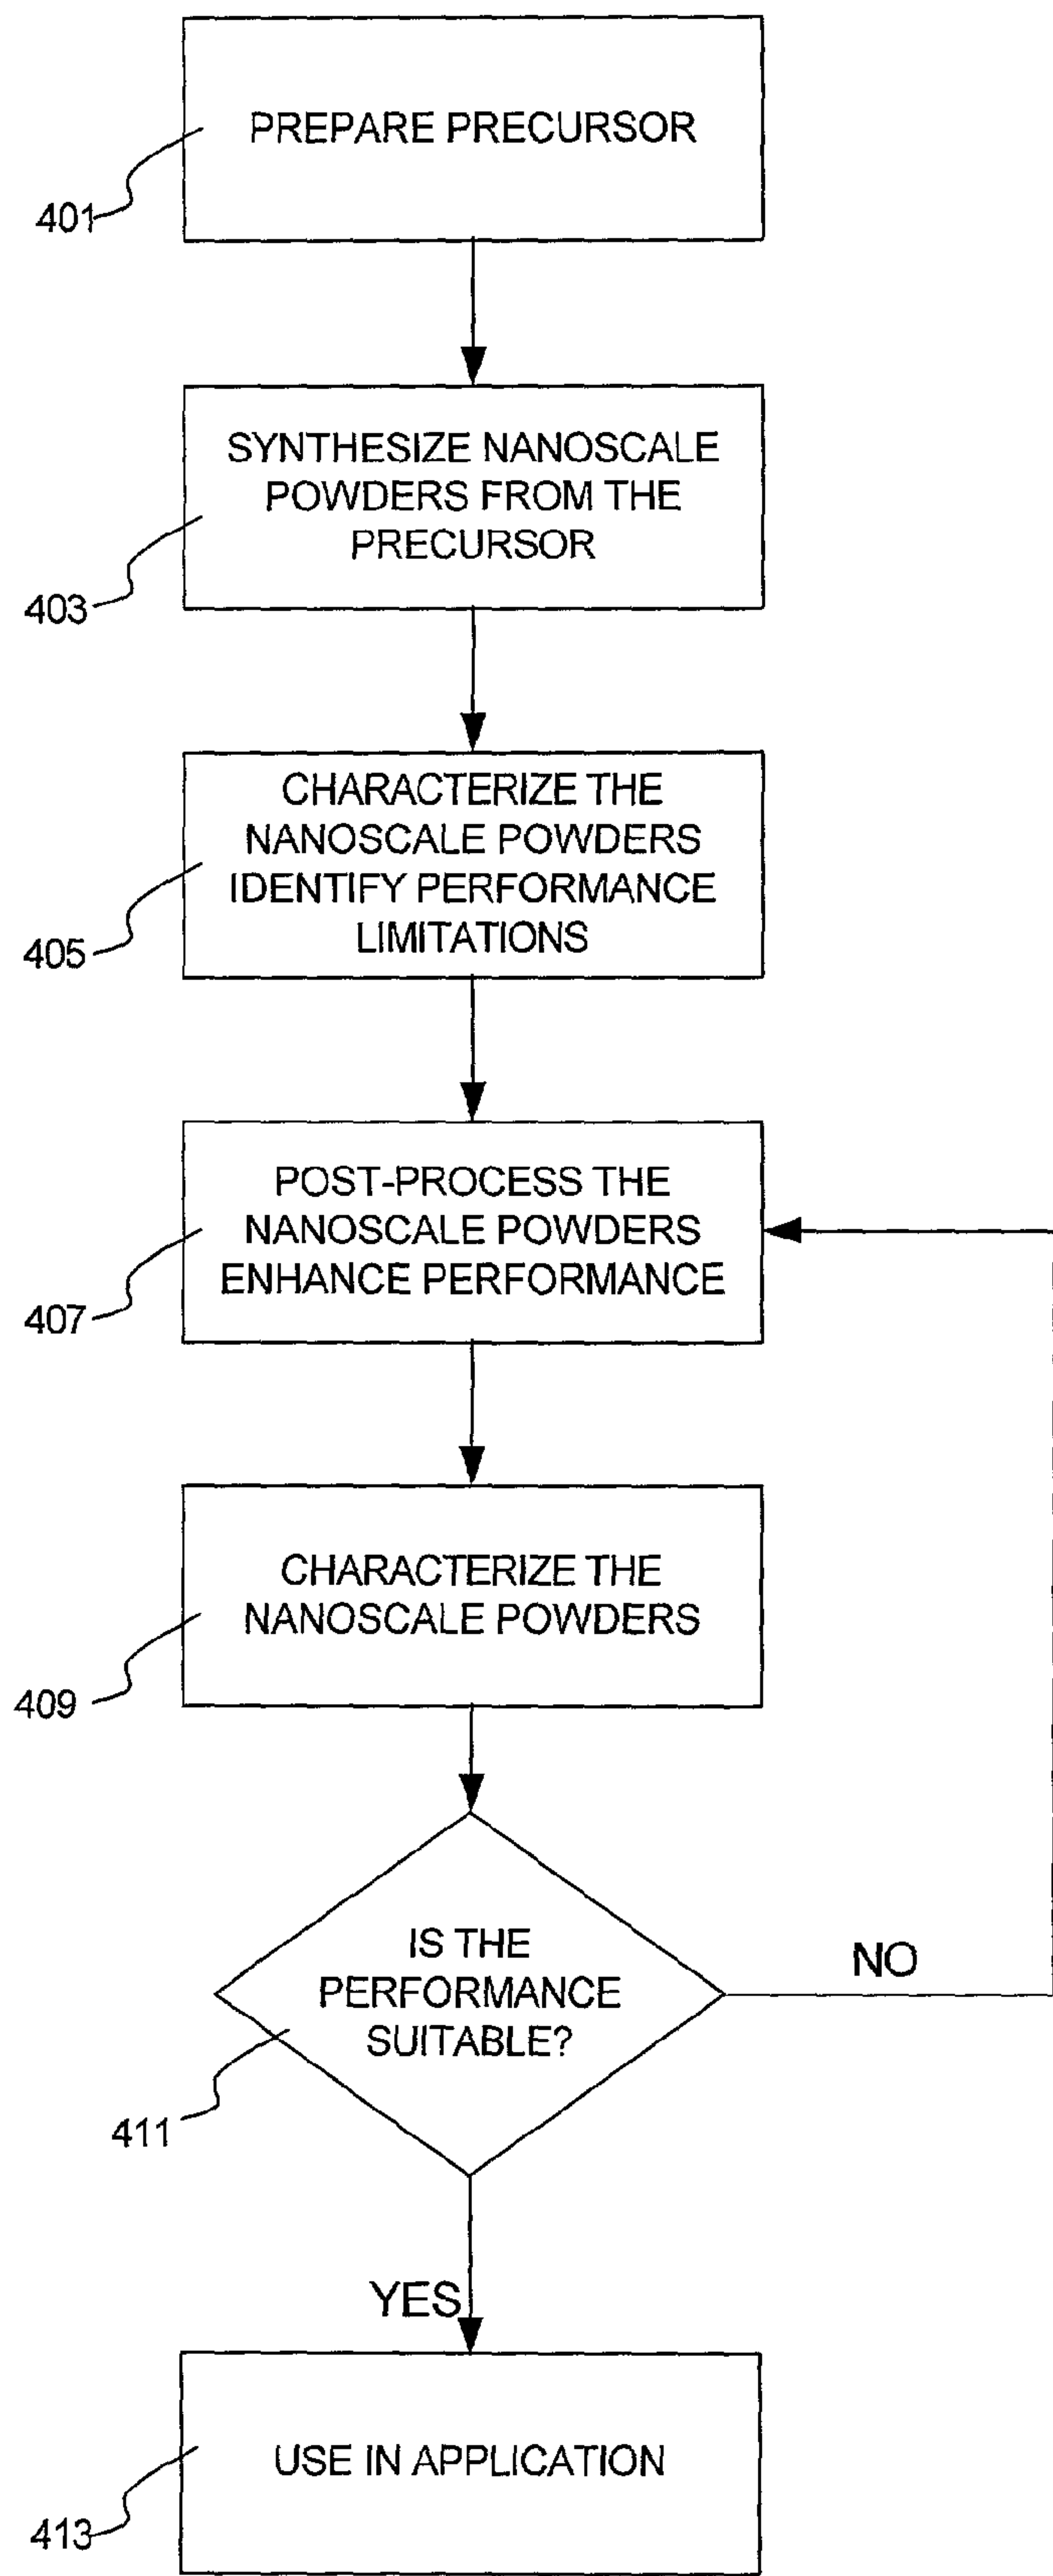 PREPARE PRECURSOR
401
SYNTHESIZE NANOSCALE
POWDERS FROM THE
PRECURSOR
403
CHARACTERIZE THE
NANOSCALE POWDERS
IDENTIFY PERFORMANCE
LIMITATIONS
405
POST-PROCESS THE
NANOSCALE POWDERS
ENHANCE PERFORMANCE
407
CHARACTERIZE THE
NANOSCALE POWDERS
409
IS THE
PERFORMANCE
SUITABLE?
NO
411
YES
USE IN APPLICATION
413